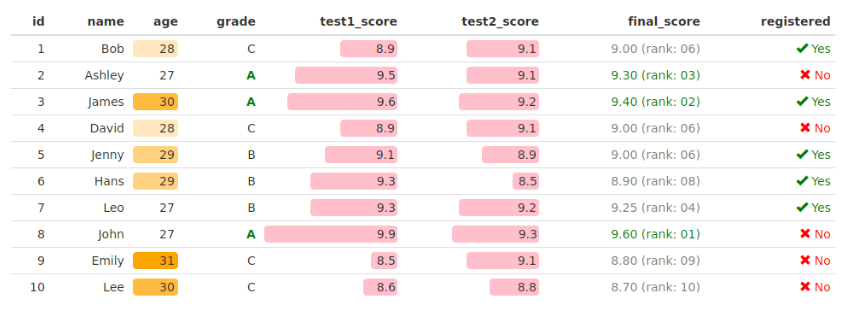 id name age grade test1_score test2_score final_score registered
1 Bob 28 C 8.9 9.1 9.00 (rank: 06) ✔ Yes
2 Ashley 27 A 9.5 9.1 9.30 (rank: 03) ✖ No
3 James 30 A 9.6 9.2 9.40 (rank: 02) ✔ Yes
4 David 28 C 8.9 9.1 9.00 (rank: 06) ✖ No
5 Jenny 29 B 9.1 8.9 9.00 (rank: 06) ✔ Yes
6 Hans 29 B 9.3 8.5 8.90 (rank: 08) ✔ Yes
7 Leo 27 B 9.3 9.2 9.25 (rank: 04) ✔ Yes
8 John 27 A 9.9 9.3 9.60 (rank: 01) ✖ No
9 Emily 31 C 8.5 9.1 8.80 (rank: 09) ✖ No
10 Lee 30 C 8.6 8.8 8.70 (rank: 10) ✖ No